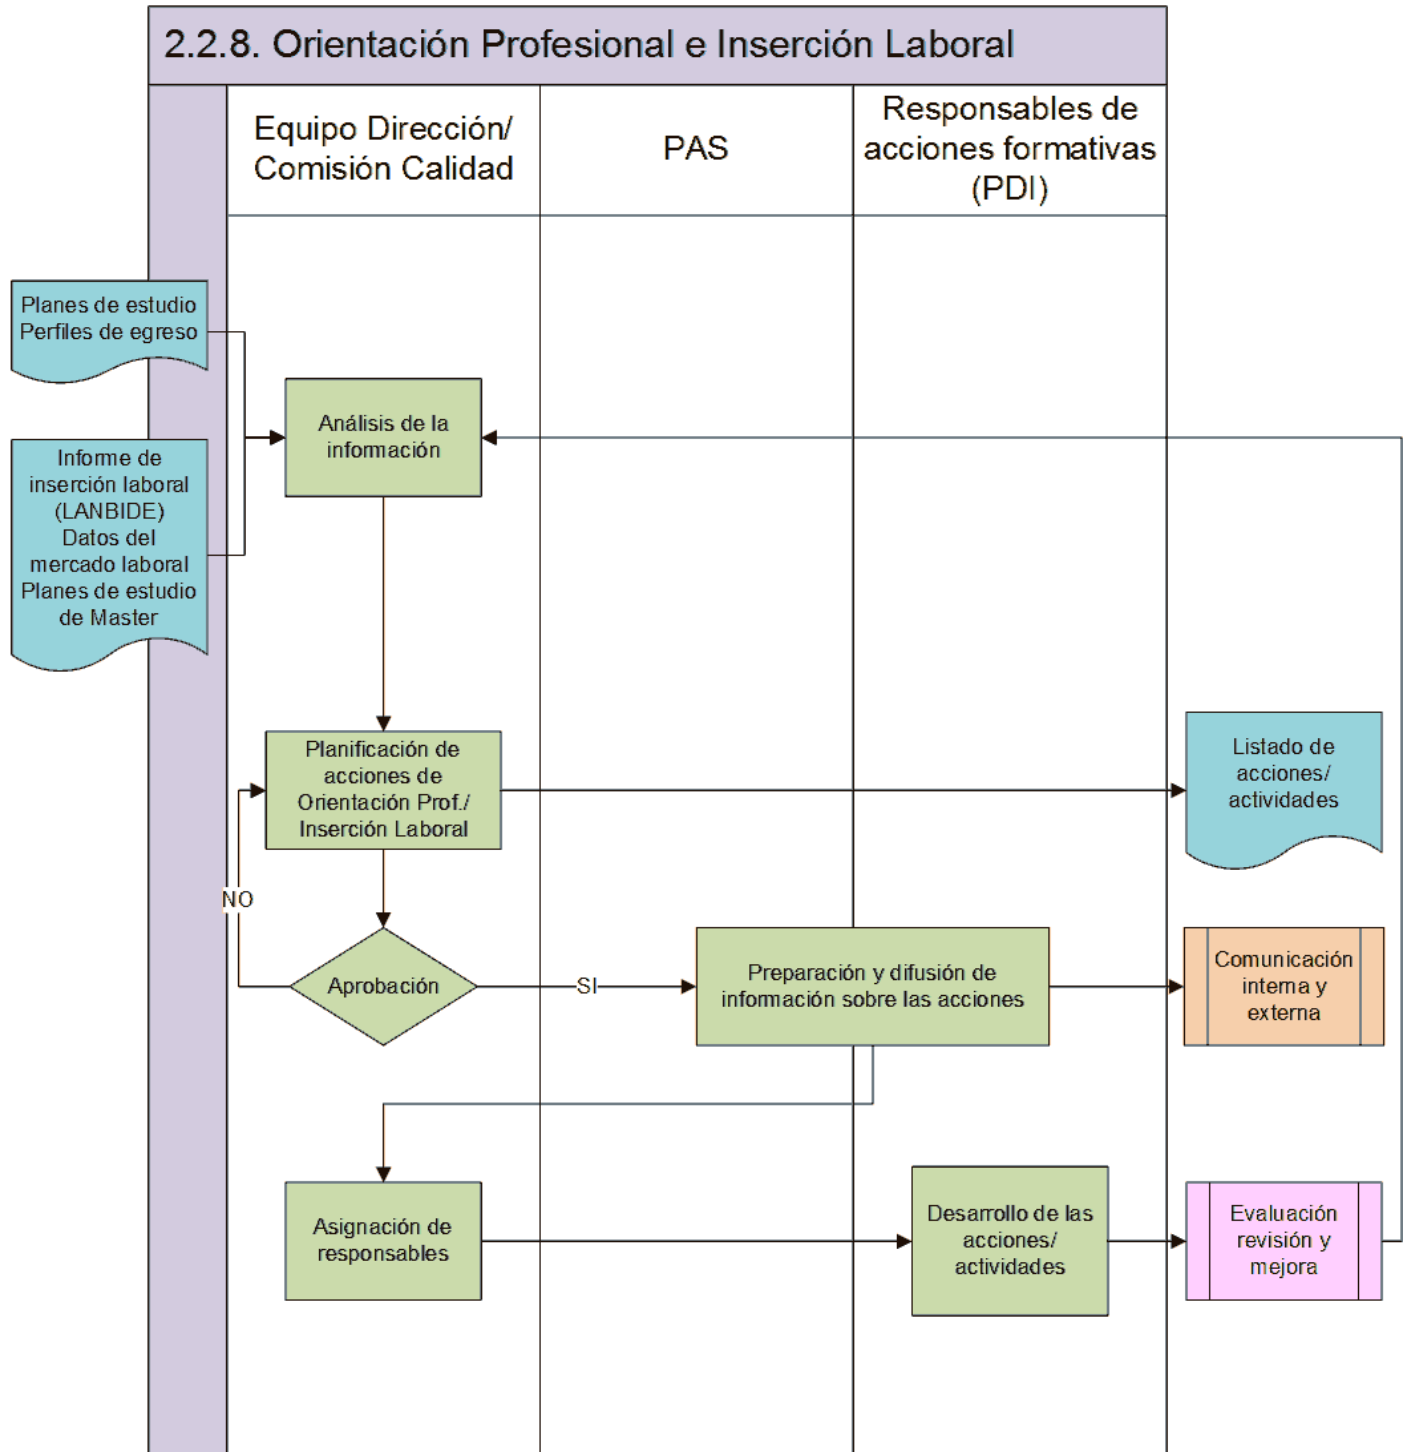 2.2.8. Orientación Profesional e Inserción Laboral
Equipo Dirección/
Comisión Calidad
PAS
Responsables de
acciones formativas
(PDI)
Planes de estudio
Perfiles de egreso
Análisis de la
información
Informe de
inserción laboral
(LANBIDE)
Datos del
mercado laboral
Planes de estudio
de Master
Planificación de
acciones de
Orientación Prof./
Inserción Laboral
Listado de
acciones/
actividades
NO
Aprobación
SI
Preparación y difusión de
información sobre las acciones
Comunicación
interna y
externa
Asignación de
responsables
Desarrollo de las
acciones/
actividades
Evaluación
revisión y
mejora